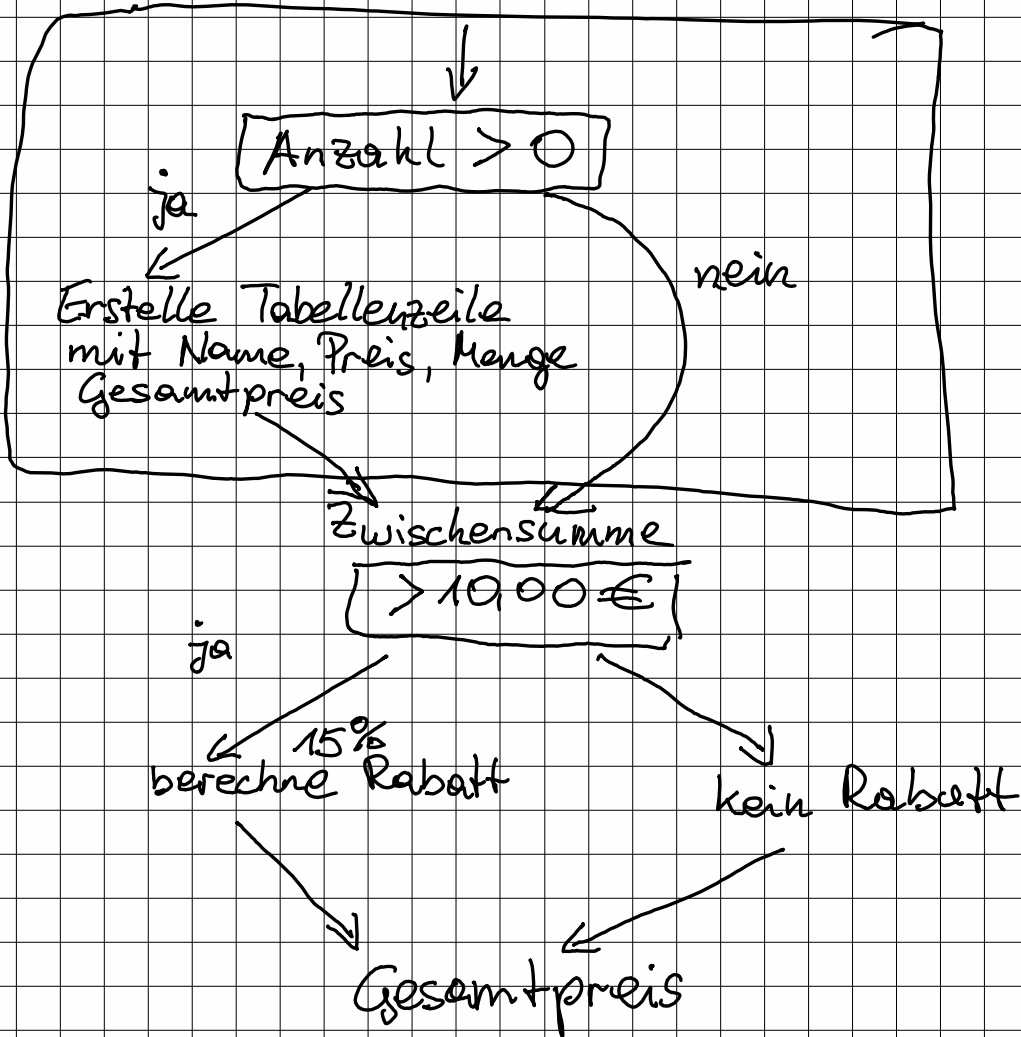 Anzahl > 0
ja
nein
Erstelle Tabellenzeile
mit Name, Preis, Menge
Gesamtpreis
Zwischensumme
> 10,00 €
ja
15%
berechne Rabatt
kein Rabatt
Gesamtpreis